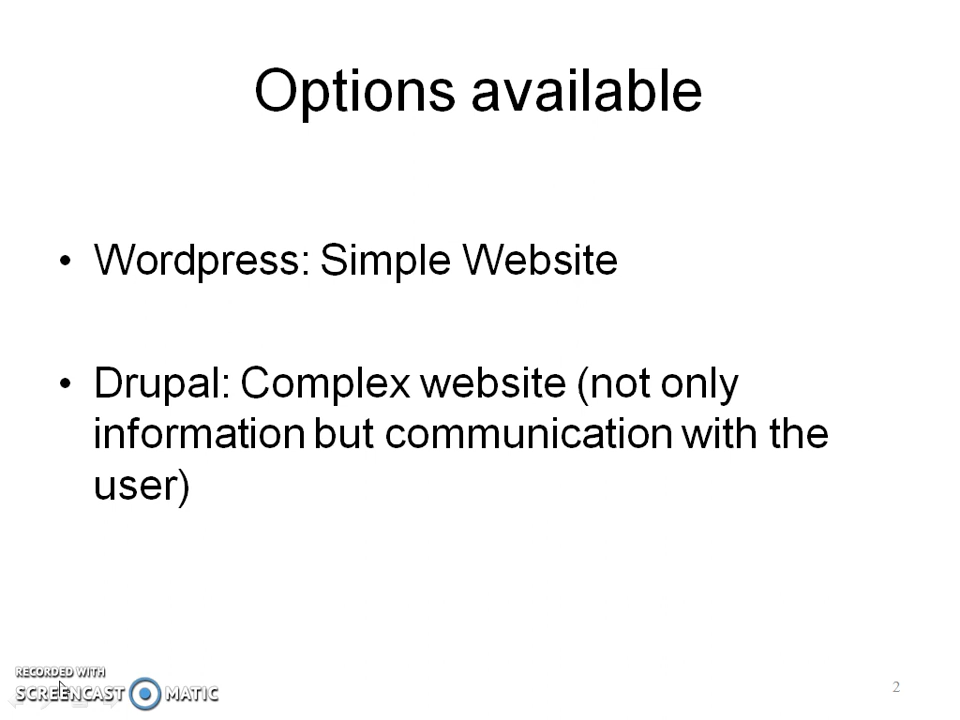 Options available
• Wordpress: Simple Website
• Drupal: Complex website (not only
information but communication with the
user)
RECORDED WITH
SCREENCAST MATIC
2